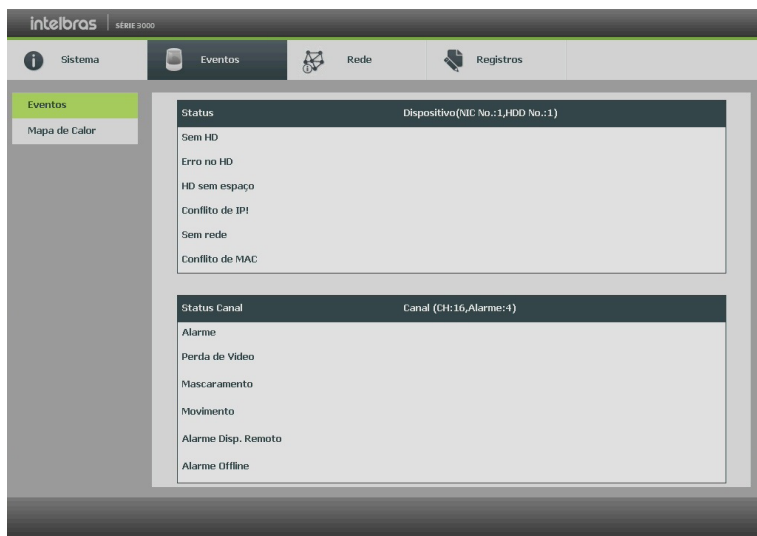 intelbras SÉRIE 3000
Sistema Eventos Rede Registros
Eventos
Mapa de Calor
Status Dispositivo(NIC No.:1,HDD No.:1)
Sem HD
Erro no HD
HD sem espaço
Conflito de IP!
Sem rede
Conflito de MAC
Status Canal Canal (CH:16,Alarme:4)
Alarme
Perda de Video
Mascaramento
Movimento
Alarme Disp. Remoto
Alarme Offline